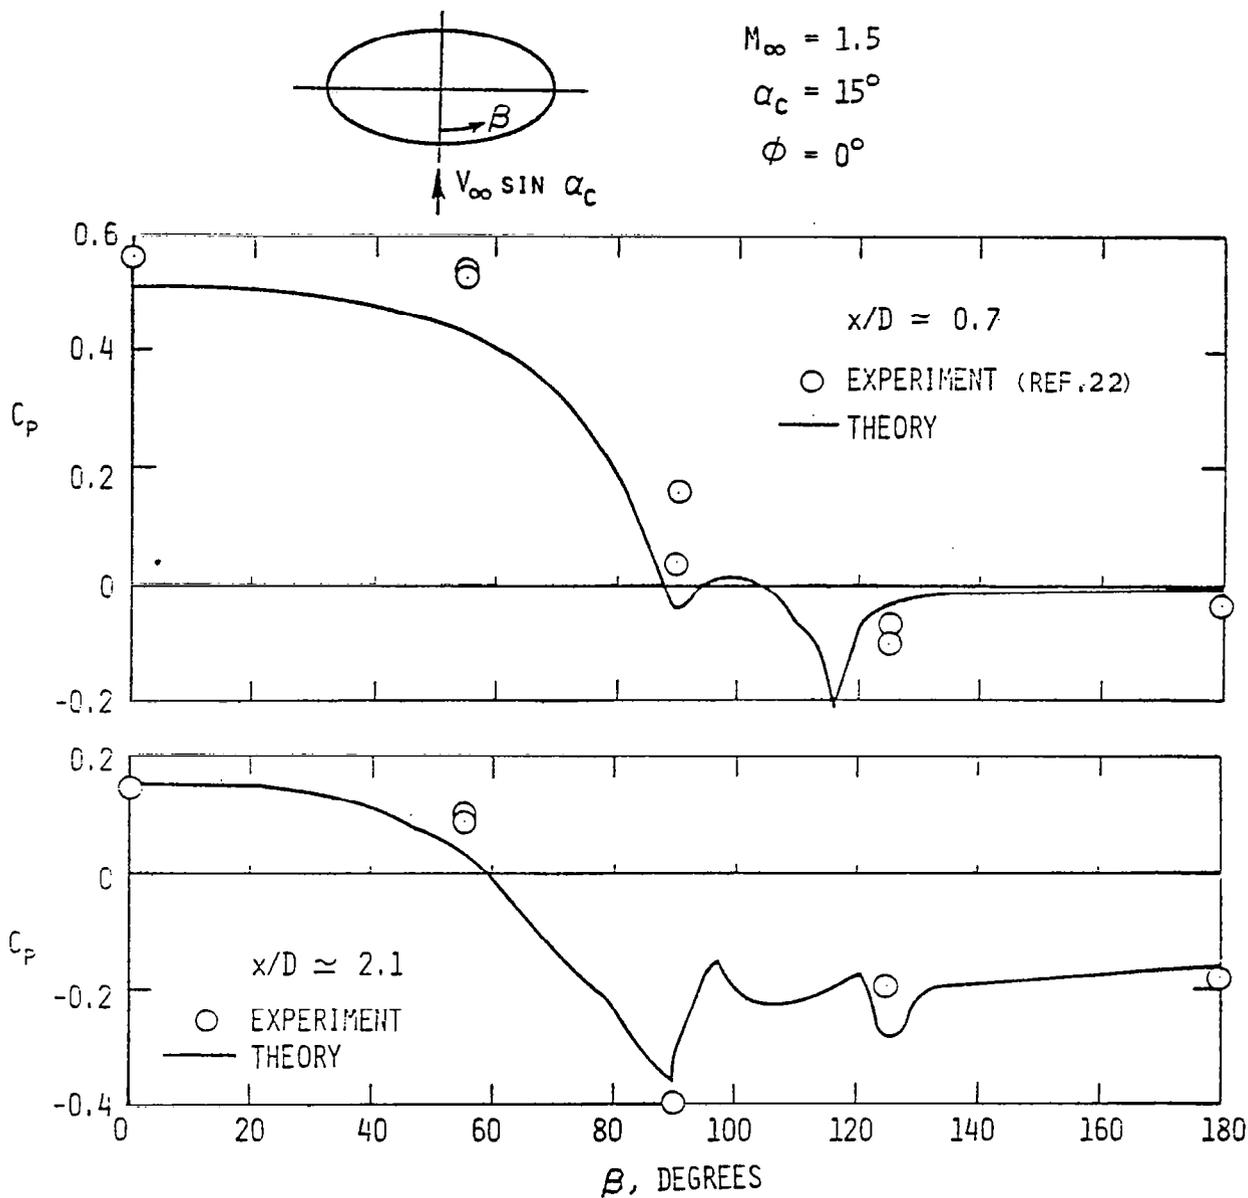 M∞ = 1.5
αc = 15°
φ = 0°
β
V∞ SIN αc
0.6
0.4
0.2
0
-0.2
Cp
x/D ≃ 0.7
EXPERIMENT (REF.22)
THEORY
0.2
0
-0.2
-0.4
Cp
x/D ≃ 2.1
EXPERIMENT
THEORY
0 20 40 60 80 100 120 140 160 180
β, DEGREES